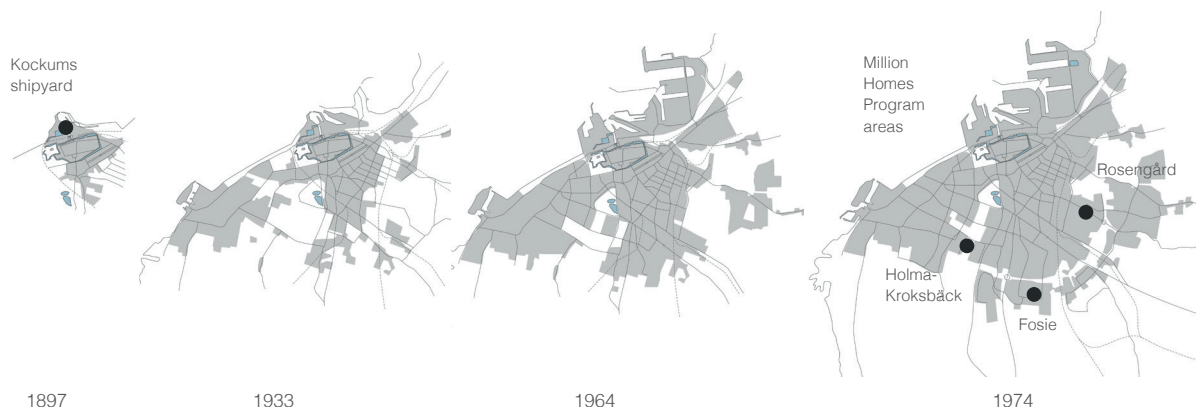 Kockums
shipyard
Million
Homes
Program
areas
Rosengård
Holma-
Kroksbäck
Fosie
1897
1933
1964
1974